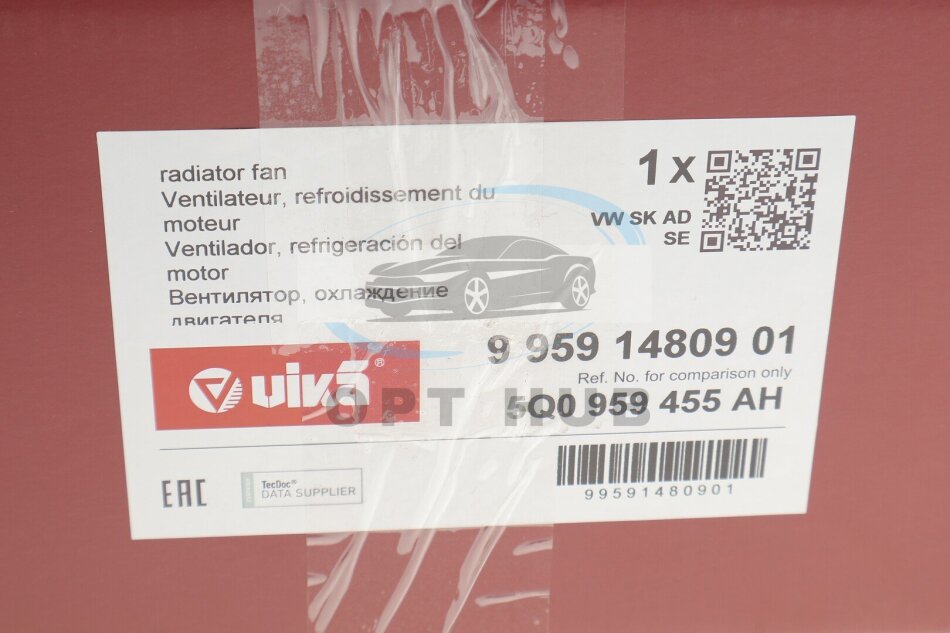 radiator fan
Ventilateur, refroidissement du
moteur
Ventilador, refrigeración del
motor
Вентилятор, охлаждение
двигателя
1 x
VW SK AD
SE
vika®
9 959 14809 01
Ref. No. for comparison only
5Q0 959 455 AH
OPT HUB
EAC
TecDoc®
DATA SUPPLIER
99591480901